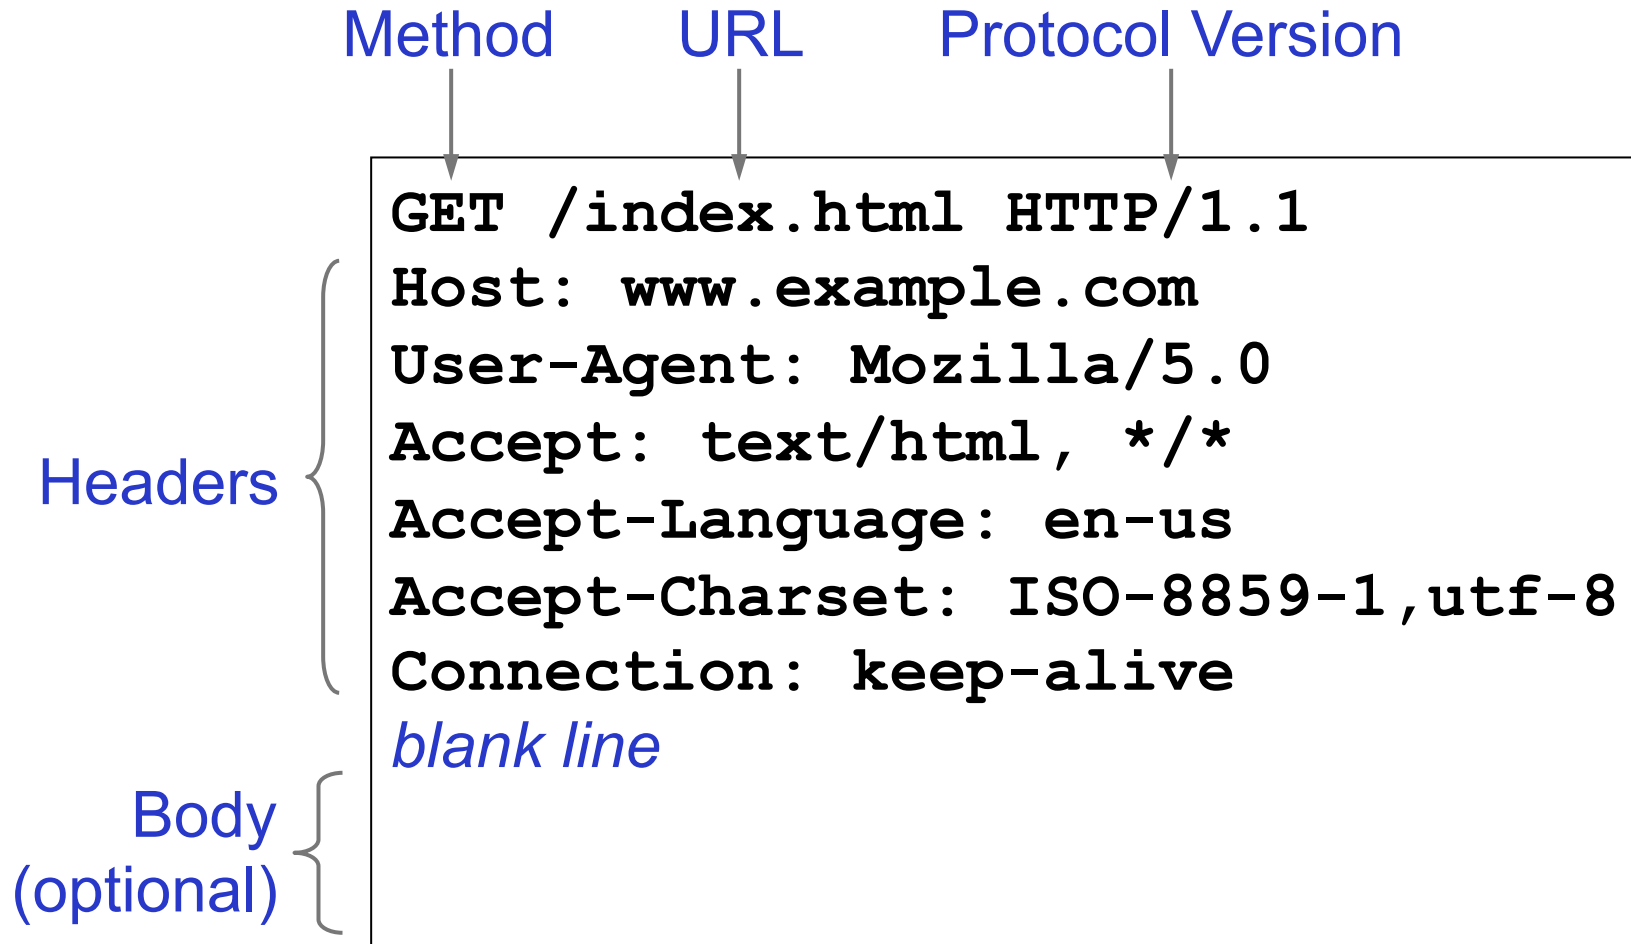 Method URL Protocol Version
GET /index.html HTTP/1.1
Host: www.example.com
User-Agent: Mozilla/5.0
Accept: text/html, */*
Headers
Accept-Language: en-us
Accept-Charset: ISO-8859-1,utf-8
Connection: keep-alive
blank line
Body
(optional)